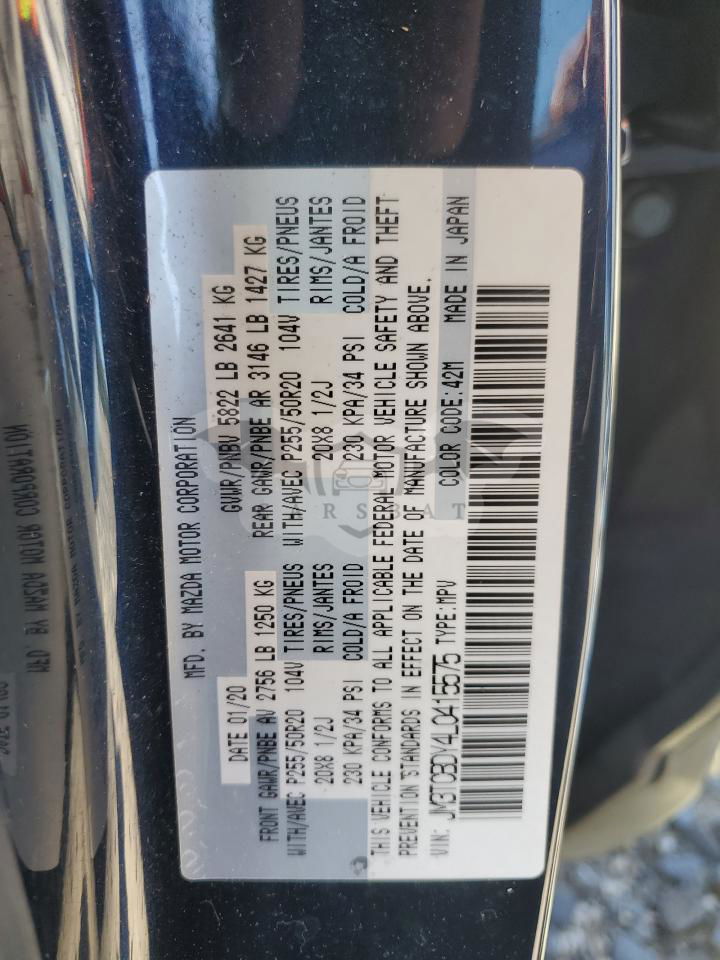 MFD. BY MAZDA MOTOR CORPORATION
DATE 01/20 GVWR/PNBV 5822 LB 2641 KG
FRONT GAWR/PNBE AV 2756 LB 1250 KG REAR GAWR/PNBE AR 3146 LB 1427 KG
WITH/AVEC P255/50R20 104V TIRES/PNEUS WITH/AVEC P255/50R20 104V TIRES/PNEUS
20X8 1/2J RIMS/JANTES 20X8 1/2J RIMS/JANTES
230 KPA/34 PSI COLD/A FROID 230 KPA/34 PSI COLD/A FROID
THIS VEHICLE CONFORMS TO ALL APPLICABLE FEDERAL MOTOR VEHICLE SAFETY AND THEFT
PREVENTION STANDARDS IN EFFECT ON THE DATE OF MANUFACTURE SHOWN ABOVE.
VIN: JM3TCBDY4L0415575 TYPE:MPV COLOR CODE:42M MADE IN JAPAN